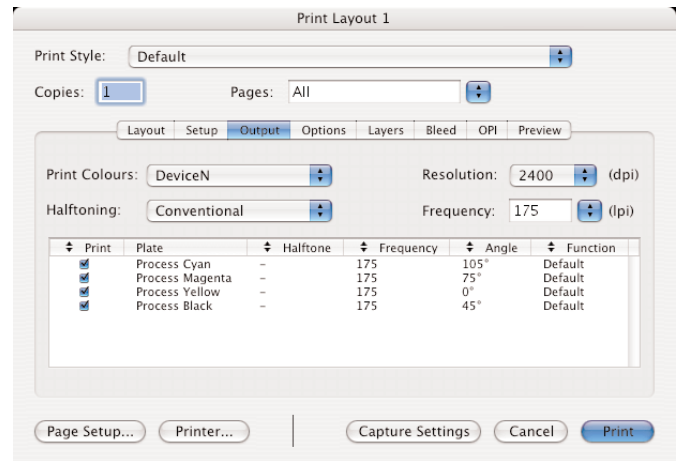 Print Layout 1
Print Style: Default
Copies: 1 Pages: All
Layout Setup Output Options Layers Bleed OPI Preview
Print Colours: DeviceN Resolution: 2400 (dpi)
Halftoning: Conventional Frequency: 175 (lpi)
Print Plate Halftone Frequency Angle Function
Process Cyan – 175 105° Default
Process Magenta – 175 75° Default
Process Yellow – 175 0° Default
Process Black – 175 45° Default
Page Setup... Printer... Capture Settings Cancel Print